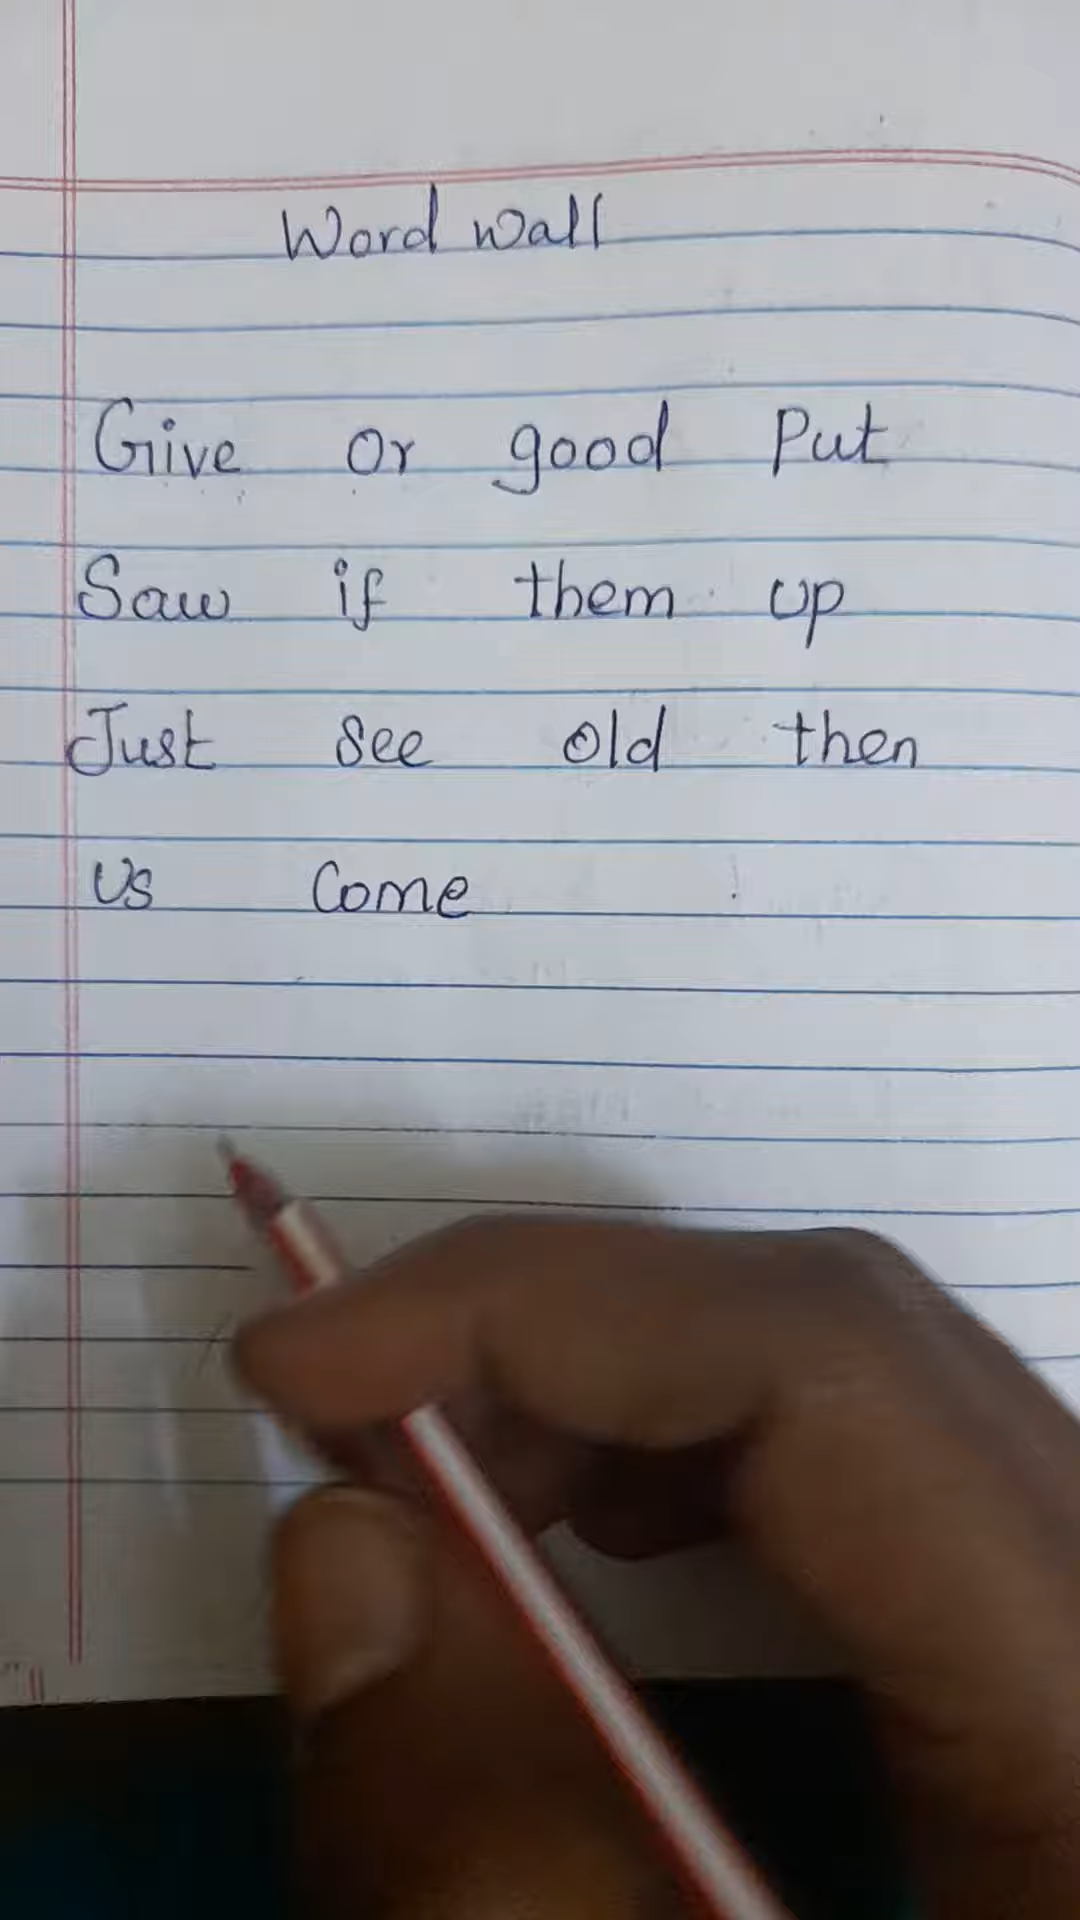 Word wall
Give or good Put
Saw if them up
Just see old then
Us Come